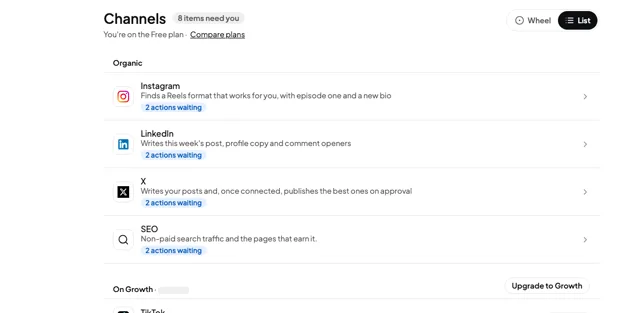 Channels 8 items need you
Wheel List
You're on the Free plan · Compare plans
Organic
Instagram
Finds a Reels format that works for you, with episode one and a new bio
2 actions waiting
LinkedIn
Writes this week's post, profile copy and comment openers
2 actions waiting
X
Writes your posts and, once connected, publishes the best ones on approval
2 actions waiting
SEO
Non-paid search traffic and the pages that earn it.
2 actions waiting
On Growth ·
Upgrade to Growth
TikTok